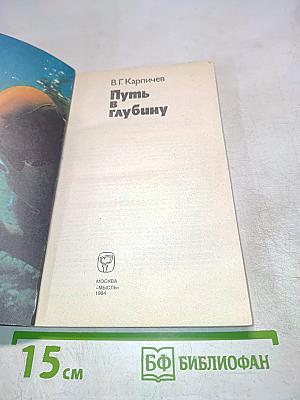 В.Г. Карпичев
Путь
в
глубину
МОСКВА
«МЫСЛЬ»
1984
15 см
БФ БИБЛИОФАН